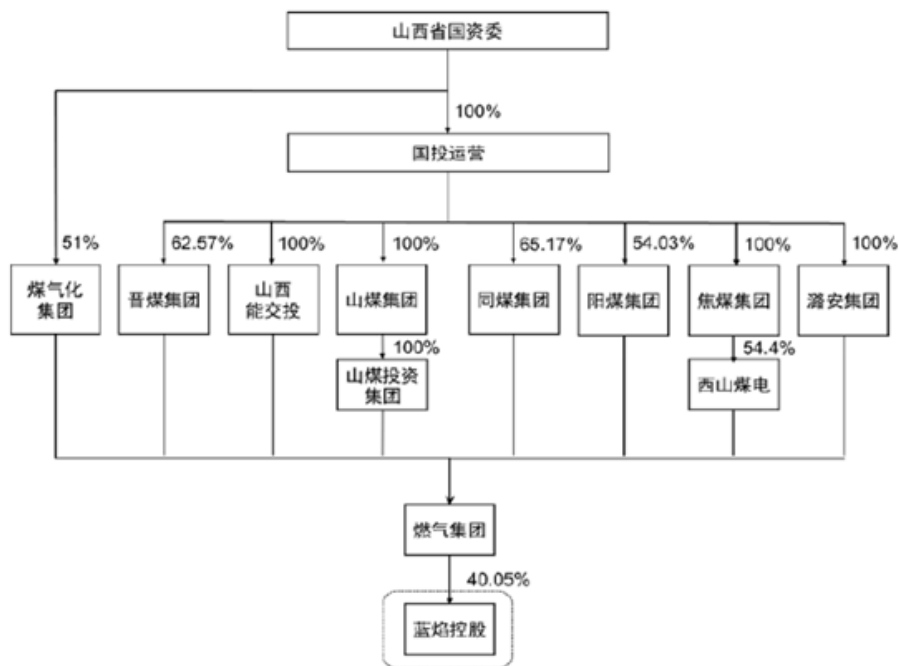 山西省国资委
100%
国投运营
51%
62.57%
100%
100%
65.17%
54.03%
100%
100%
煤气化
集团
晋煤集团
山西
能交投
山煤集团
同煤集团
阳煤集团
焦煤集团
潞安集团
100%
54.4%
山煤投资
集团
西山煤电
燃气集团
40.05%
蓝焰控股